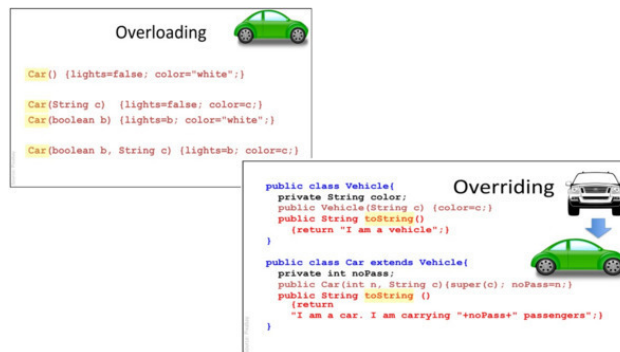 Overloading
Car() {lights=false; color="white";}
Car(String c) {lights=false; color=c;}
Car(boolean b) {lights=b; color="white";}
Car(boolean b, String c) {lights=b; color=c;}
Overriding
public class Vehicle{
private String color;
public Vehicle(String c) {color=c;}
public String toString()
{return "I am a vehicle";}
}
public class Car extends Vehicle{
private int noPass;
public Car(int n, String c){super(c); noPass=n;}
public String toString ()
{return
"I am a car. I am carrying "+noPass+" passengers";}
}